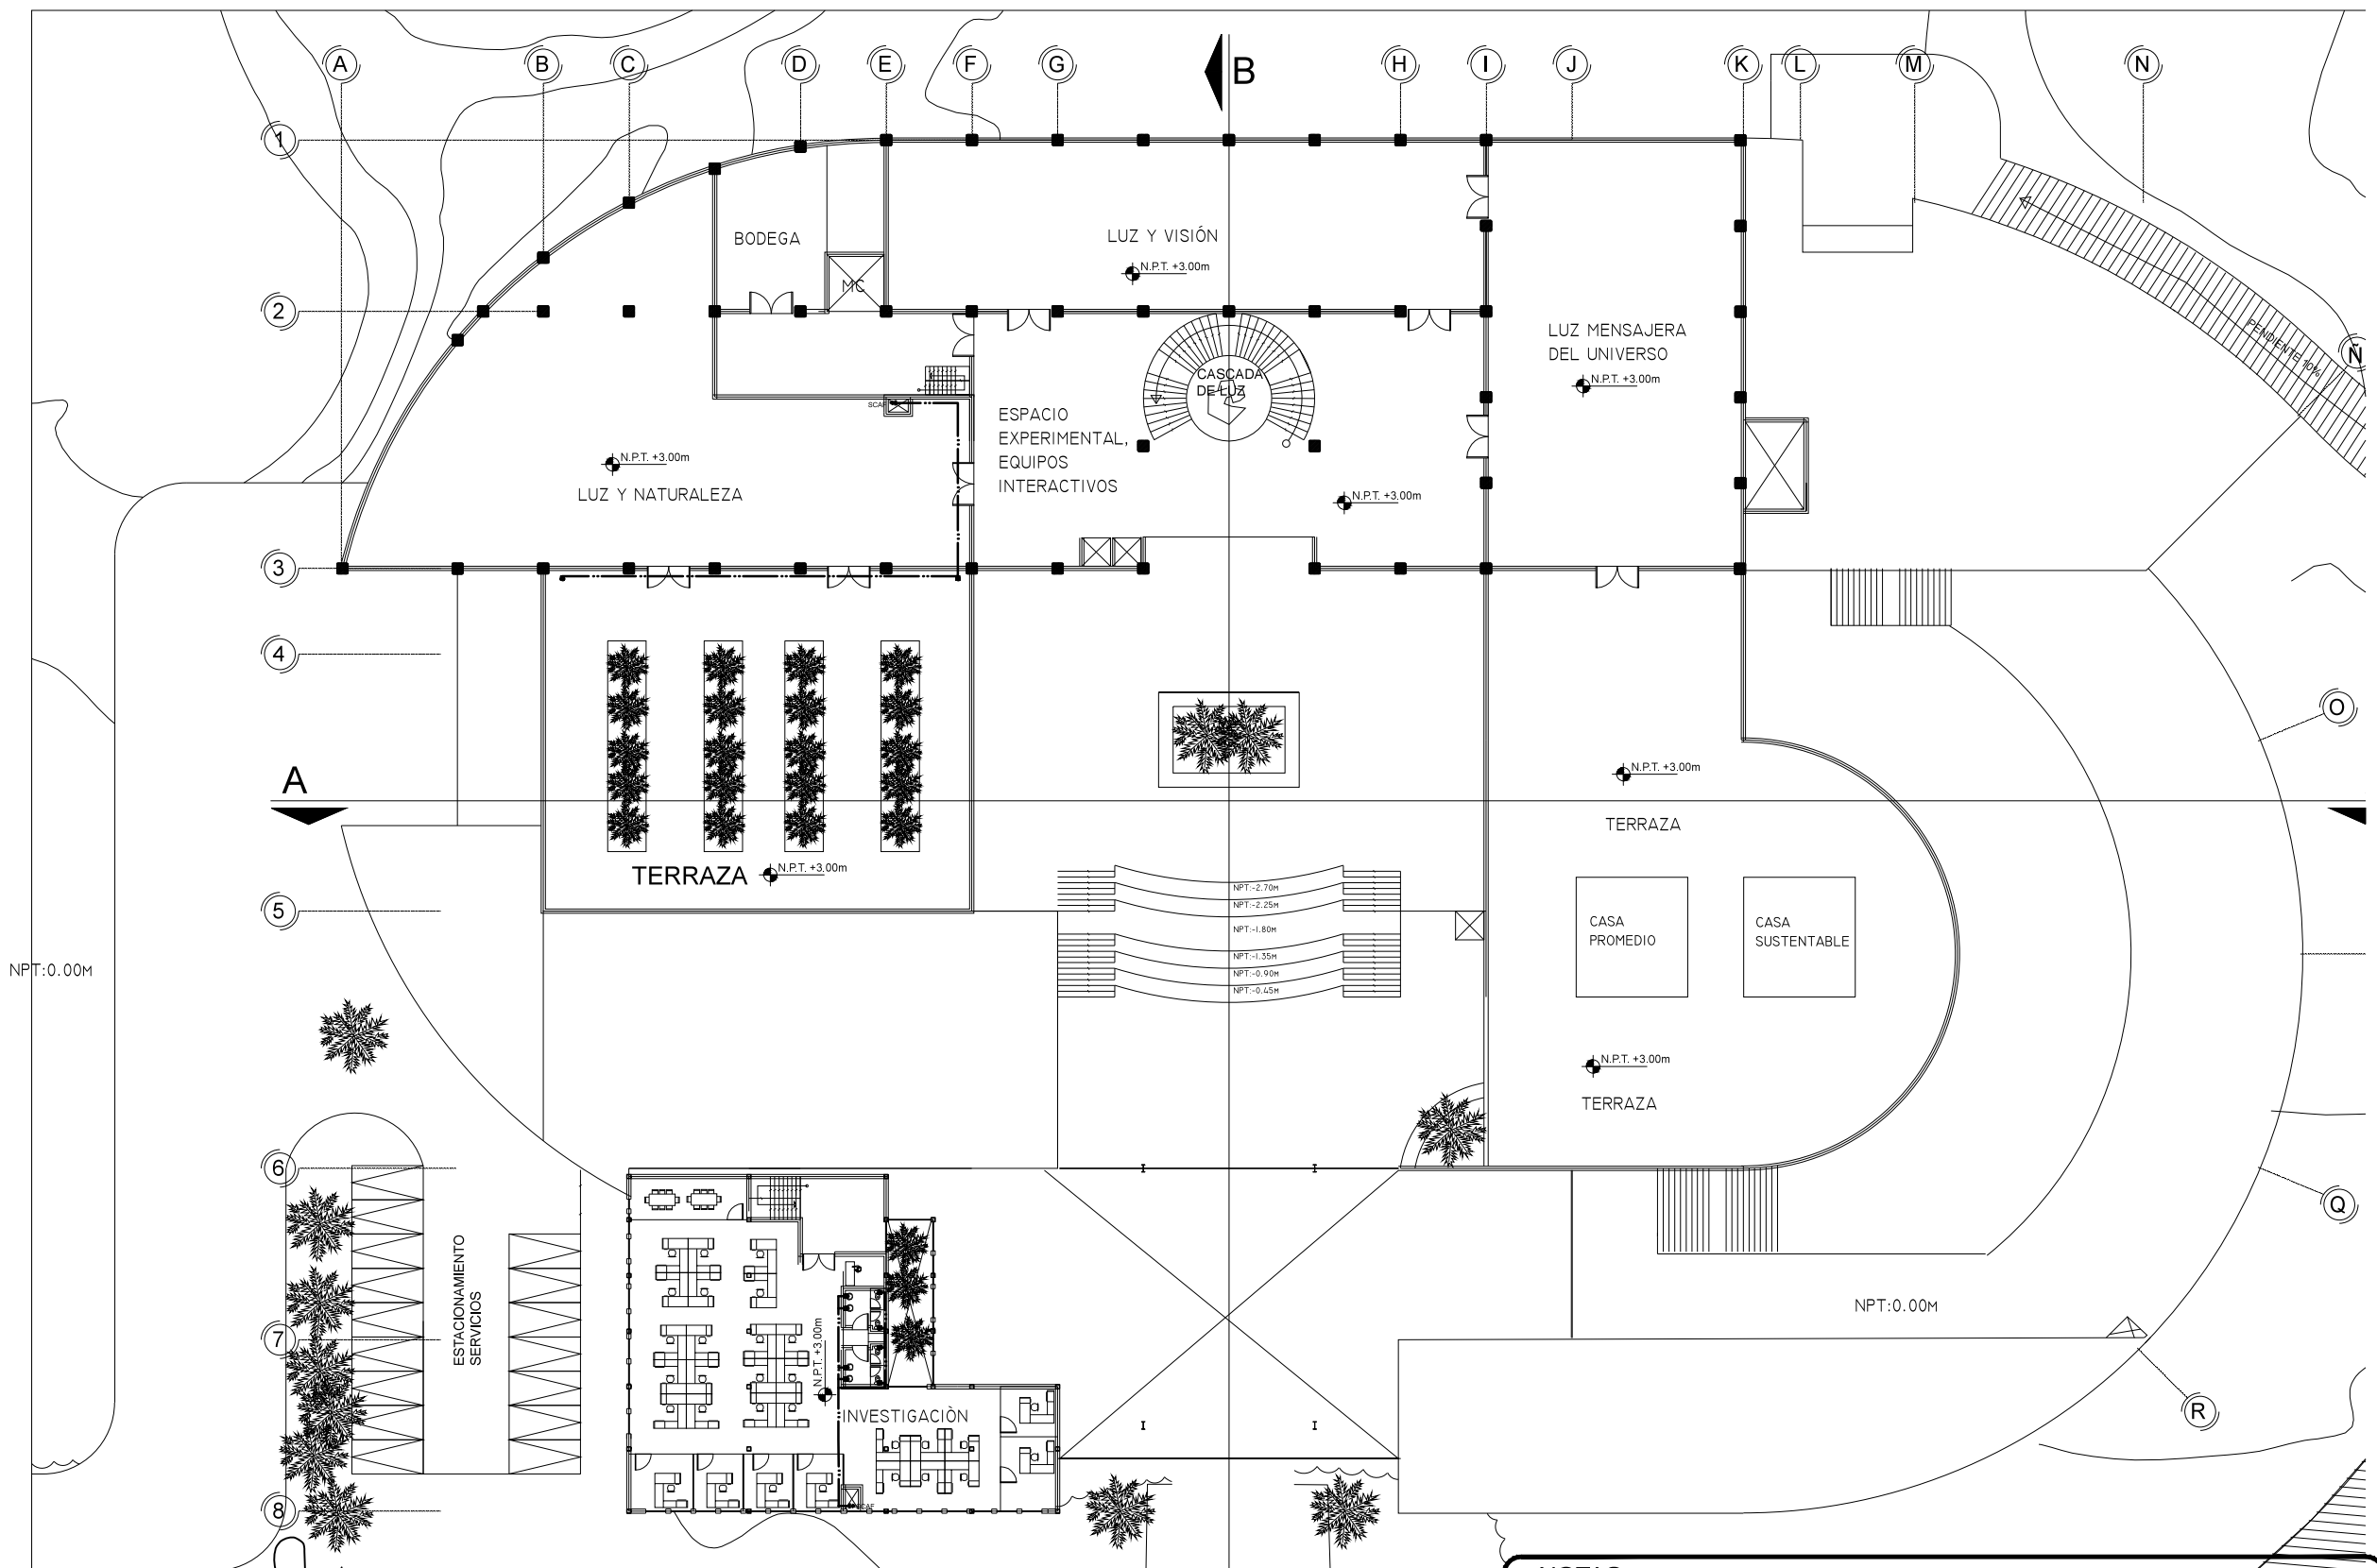 A B C D E F G B H I J K L M N
1
BODEGA
LUZ Y VISIÓN
N.P.T. +3.00m
MC
2
LUZ MENSAJERA
DEL UNIVERSO
N.P.T. +3.00m
PENDIENTE 10%
Ñ
CASCADA
DE LUZ
ESPACIO
EXPERIMENTAL,
EQUIPOS
INTERACTIVOS
N.P.T. +3.00m
LUZ Y NATURALEZA
N.P.T. +3.00m
3
4
O
A
N.P.T. +3.00m
TERRAZA
TERRAZA
N.P.T. +3.00m
5
NPT:-2.70M
NPT:-2.25M
NPT:-1.80M
NPT:-1.35M
NPT:-0.90M
NPT:-0.45M
CASA
PROMEDIO
CASA
SUSTENTABLE
NPT:0.00M
N.P.T. +3.00m
TERRAZA
6
Q
ESTACIONAMIENTO
SERVICIOS
NPT:0.00M
7
N.P.T. +3.00m
INVESTIGACIÒN
R
8